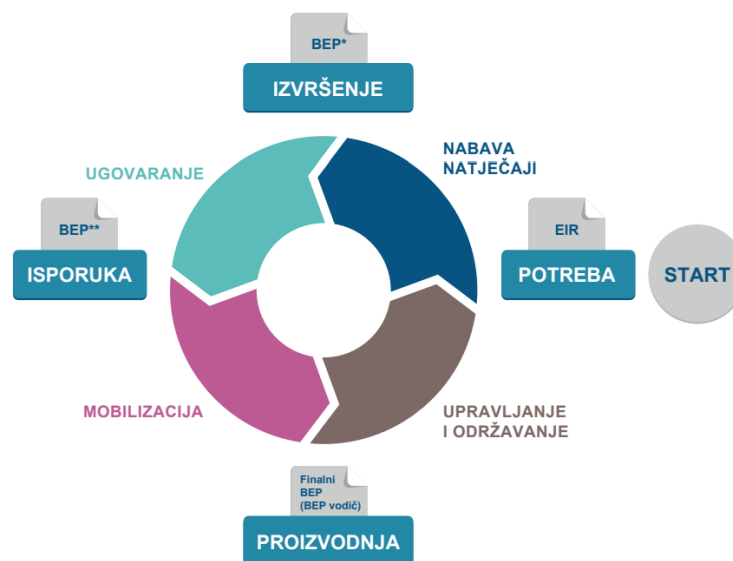 BEP*
IZVRŠENJE
UGOVARANJE
NABAVA
NATJEČAJI
BEP**
ISPORUKA
EIR
POTREBA
START
MOBILIZACIJA
UPRAVLJANJE
I ODRŽAVANJE
Finalni
BEP
(BEP vodič)
PROIZVODNJA